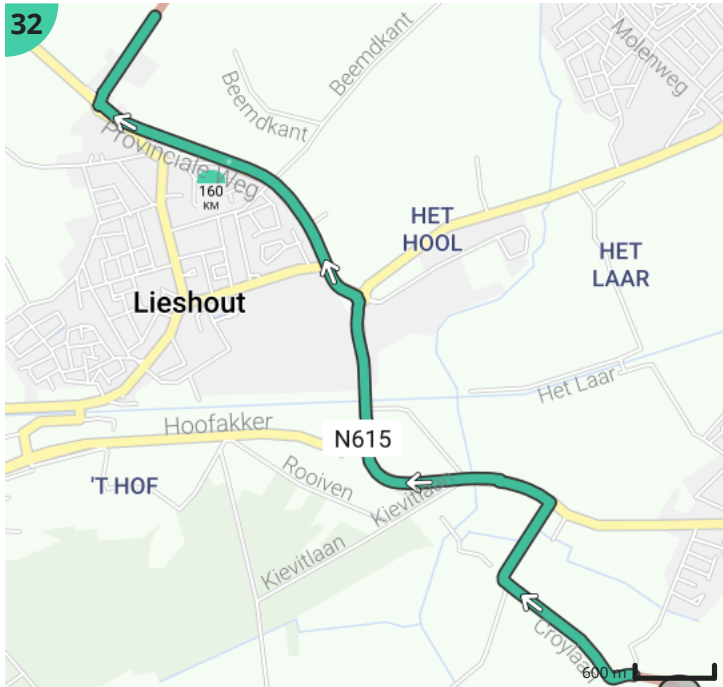 32
Molenweg
Beemdkant
Beemdkant
Provinciale Weg
160
км
HET
HOOL
HET
LAAR
Lieshout
Het Laar
Hoofakker
N615
'T HOF
Rooiven
Kievitlaan
Kievitlaan
Croylaan
600 m